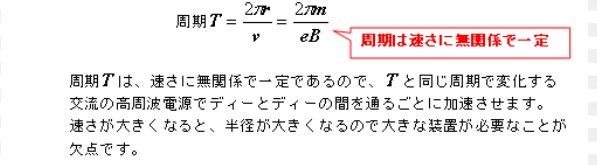 周期T = 2πr/v = 2πm/eB
周期は速さに無関係で一定
周期Tは、速さに無関係で一定であるので、Tと同じ周期で変化する
交流の高周波電源でディーとディーの間を通るごとに加速させます。
速さが大きくなると、半径が大きくなるので大きな装置が必要なことが
欠点です。